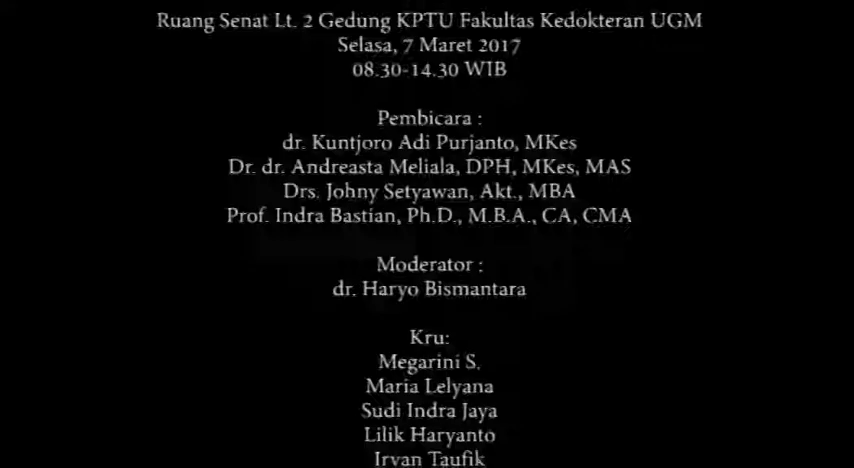 Ruang Senat Lt. 2 Gedung KPTU Fakultas Kedokteran UGM
Selasa, 7 Maret 2017
08.30-14.30 WIB
Pembicara :
dr. Kuntjoro Adi Purjanto, MKes
Dr. dr. Andreasta Meliala, DPH, MKes, MAS
Drs. Johny Setyawan, Akt., MBA
Prof. Indra Bastian, Ph.D., M.B.A., CA, CMA
Moderator :
dr. Haryo Bismantara
Kru:
Megarini S.
Maria Lelyana
Sudi Indra Jaya
Lilik Haryanto
Irvan Taufik